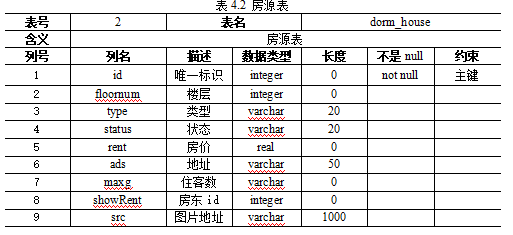 表 4.2 房源表
表号 2 表名 dorm_house
含义 房源表
列号 列名 描述 数据类型 长度 不是 null 约束
1 id 唯一标识 integer 0 not null 主键
2 floornum 楼层 integer 0
3 type 类型 varchar 20
4 status 状态 varchar 20
5 rent 房价 real 0
6 ads 地址 varchar 50
7 maxg 住客数 varchar 0
8 showRent 房东 id integer 0
9 src 图片地址 varchar 1000